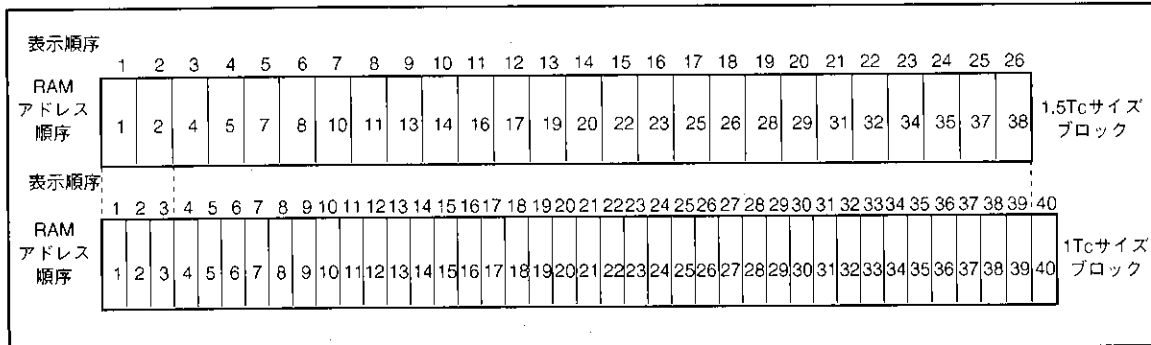 表示順序
1 2 3 4 5 6 7 8 9 10 11 12 13 14 15 16 17 18 19 20 21 22 23 24 25 26
RAM
アドレス
順序
1 2 4 5 7 8 10 11 13 14 16 17 19 20 22 23 25 26 28 29 31 32 34 35 37 38
1.5Tcサイズ
ブロック
表示順序
1 2 3 4 5 6 7 8 9 10 11 12 13 14 15 16 17 18 19 20 21 22 23 24 25 26 27 28 29 30 31 32 33 34 35 36 37 38 39 40
RAM
アドレス
順序
1 2 3 4 5 6 7 8 9 10 11 12 13 14 15 16 17 18 19 20 21 22 23 24 25 26 27 28 29 30 31 32 33 34 35 36 37 38 39 40
1Tcサイズ
ブロック